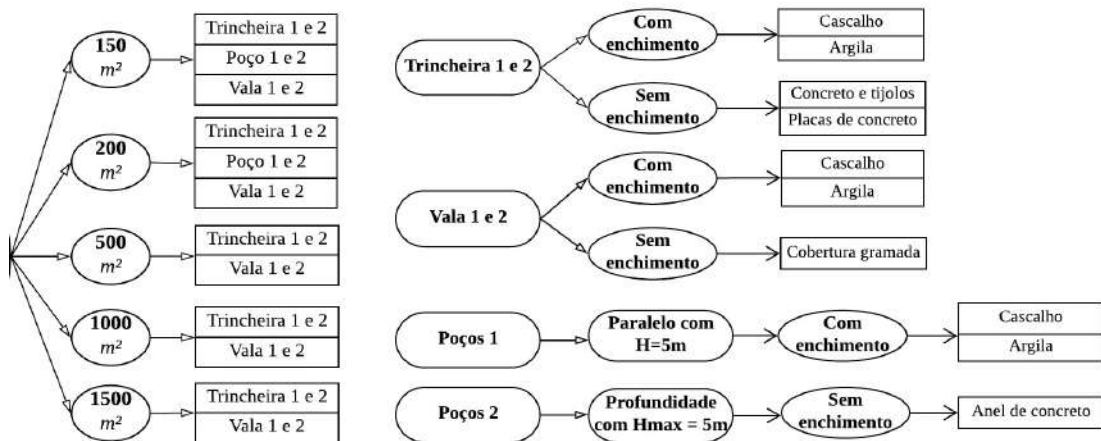 150
m²
Trincheira 1 e 2
Poço 1 e 2
Vala 1 e 2
200
m²
Trincheira 1 e 2
Poço 1 e 2
Vala 1 e 2
500
m²
Trincheira 1 e 2
Vala 1 e 2
1000
m²
Trincheira 1 e 2
Vala 1 e 2
1500
m²
Trincheira 1 e 2
Vala 1 e 2
Trincheira 1 e 2
Com
enchimento
Cascalho
Argila
Sem
enchimento
Concreto e tijolos
Placas de concreto
Vala 1 e 2
Com
enchimento
Cascalho
Argila
Sem
enchimento
Cobertura gramada
Poços 1
Paralelo com
H=5m
Com
enchimento
Cascalho
Argila
Poços 2
Profundidade
com Hmax = 5m
Sem
enchimento
Anel de concreto